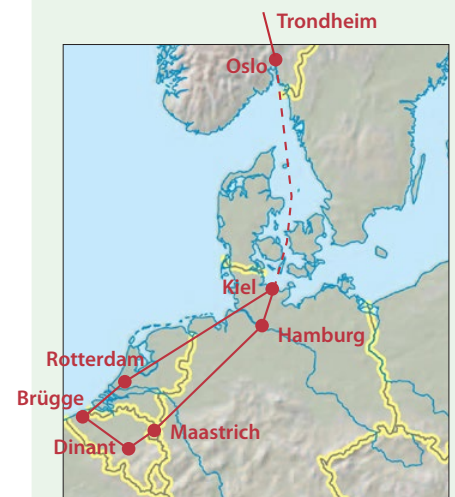 Trondheim
Oslo
Kiel
Hamburg
Rotterdam
Brügge
Maastrich
Dinant